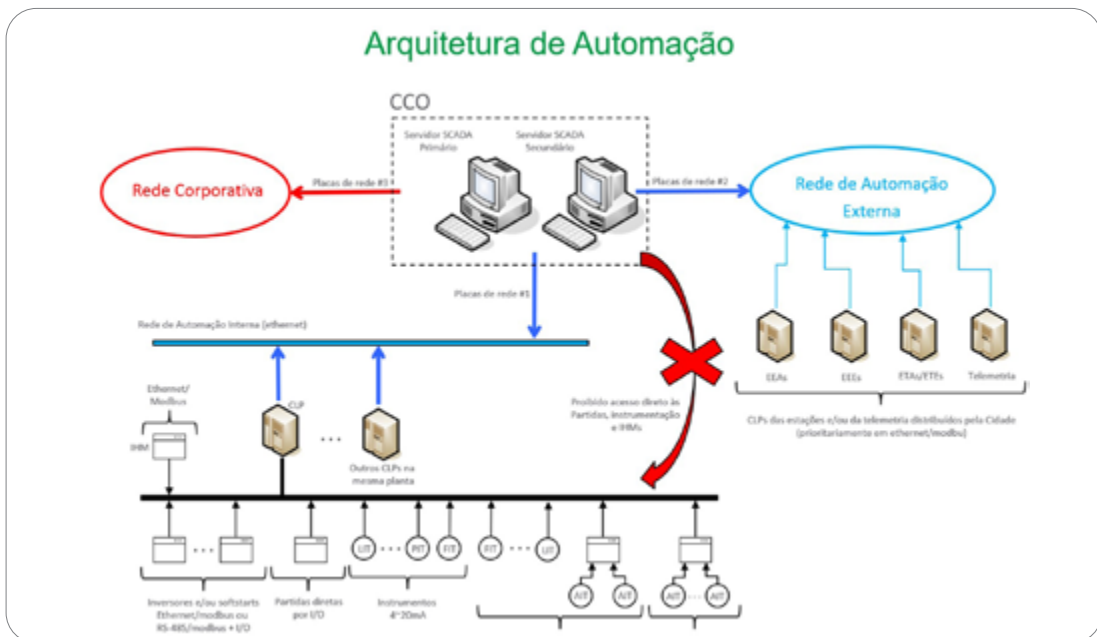 Arquitetura de Automação
CCO
Servidor SCADA
Primário
Servidor SCADA
Secundário
Rede Corporativa
Placas de rede #3
Placas de rede #2
Rede de Automação
Externa
Placas de rede #1
Rede de Automação Interna (ethernet)
Ethernet/
Modbus
IHM
CLP
...
Outros CLPs na
mesma planta
Proibido acesso direto às
Partidas, instrumentação
e IHMs
EEAs
EEEs
ETAs/ETEs
Telemetria
CLPs das estações e/ou da telemetria distribuídos pela Cidade
(prioritariamente em ethernet/modbu)
...
LIT
...
PIT
FIT
FIT
...
LIT
AIT
AIT
AIT
...
AIT
Inversores e/ou softstarts
Ethernet/modbus ou
RS-485/modbus + I/O
Partidas diretas
por I/O
Instrumentos
4~20mA